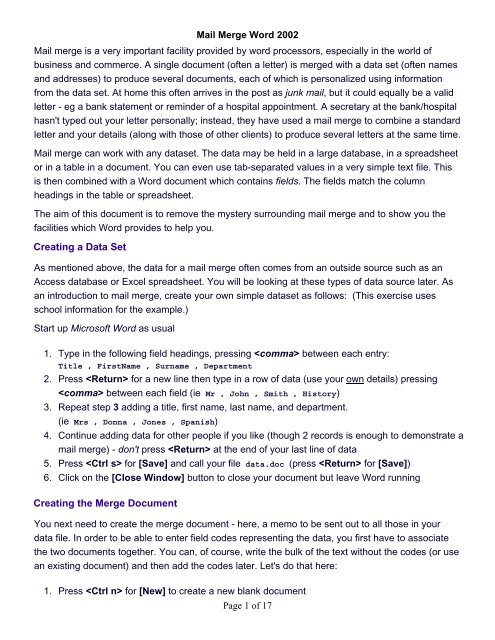 Mail Merge Word 2002
Mail merge is a very important facility provided by word processors, especially in the world of
business and commerce. A single document (often a letter) is merged with a data set (often names
and addresses) to produce several documents, each of which is personalized using information
from the data set. At home this often arrives in the post as junk mail, but it could equally be a valid
letter - eg a bank statement or reminder of a hospital appointment. A secretary at the bank/hospital
hasn't typed out your letter personally; instead, they have used a mail merge to combine a standard
letter and your details (along with those of other clients) to produce several letters at the same time.
Mail merge can work with any dataset. The data may be held in a large database, in a spreadsheet
or in a table in a document. You can even use tab-separated values in a very simple text file. This
is then combined with a Word document which contains fields. The fields match the column
headings in the table or spreadsheet.
The aim of this document is to remove the mystery surrounding mail merge and to show you the
facilities which Word provides to help you.
Creating a Data Set
As mentioned above, the data for a mail merge often comes from an outside source such as an
Access database or Excel spreadsheet. You will be looking at these types of data source later. As
an introduction to mail merge, create your own simple dataset as follows: (This exercise uses
school information for the example.)
Start up Microsoft Word as usual
1. Type in the following field headings, pressing <comma> between each entry:
Title , FirstName , Surname , Department
2. Press <Return> for a new line then type in a row of data (use your own details) pressing
<comma> between each field (ie Mr , John , Smith , History)
3. Repeat step 3 adding a title, first name, last name, and department.
(ie Mrs , Donna , Jones , Spanish)
4. Continue adding data for other people if you like (though 2 records is enough to demonstrate a
mail merge) - don't press <Return> at the end of your last line of data
5. Press <Ctrl s> for [Save] and call your file data.doc (press <Return> for [Save])
6. Click on the [Close Window] button to close your document but leave Word running
Creating the Merge Document
You next need to create the merge document - here, a memo to be sent out to all those in your
data file. In order to be able to enter field codes representing the data, you first have to associate
the two documents together. You can, of course, write the bulk of the text without the codes (or use
an existing document) and then add the codes later. Let's do that here:
1. Press <Ctrl n> for [New] to create a new blank document
Page 1 of 17